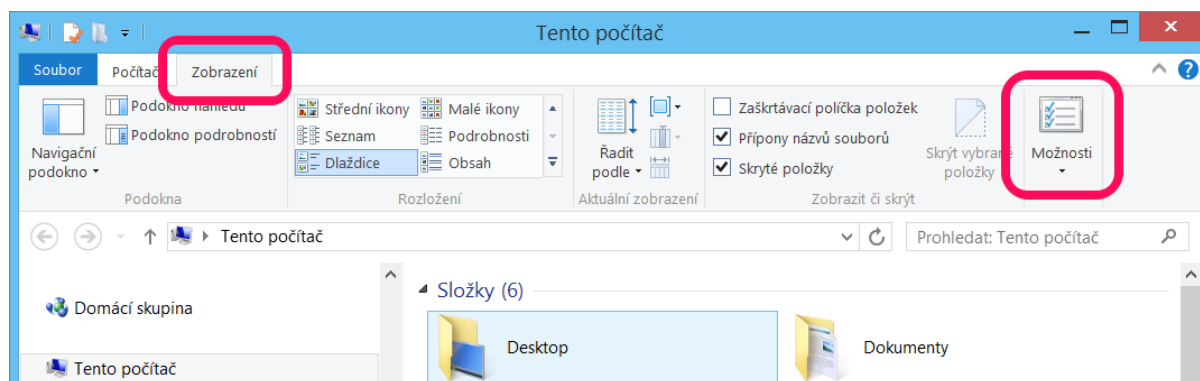 Tento počítač
Soubor
Počítač
Zobrazení
Podokno náhledu
Podokno podrobností
Navigační
podokno
Podokna
Střední ikony
Malé ikony
Seznam
Podrobnosti
Dlaždice
Obsah
Rozložení
Řadit
podle
Aktuální zobrazení
Zaškrtávací políčka položek
Přípony názvů souborů
Skryté položky
Skrýt vybrané
položky
Zobrazit či skrýt
Možnosti
Tento počítač
Prohledat: Tento počítač
Domácí skupina
Tento počítač
Složky (6)
Desktop
Dokumenty